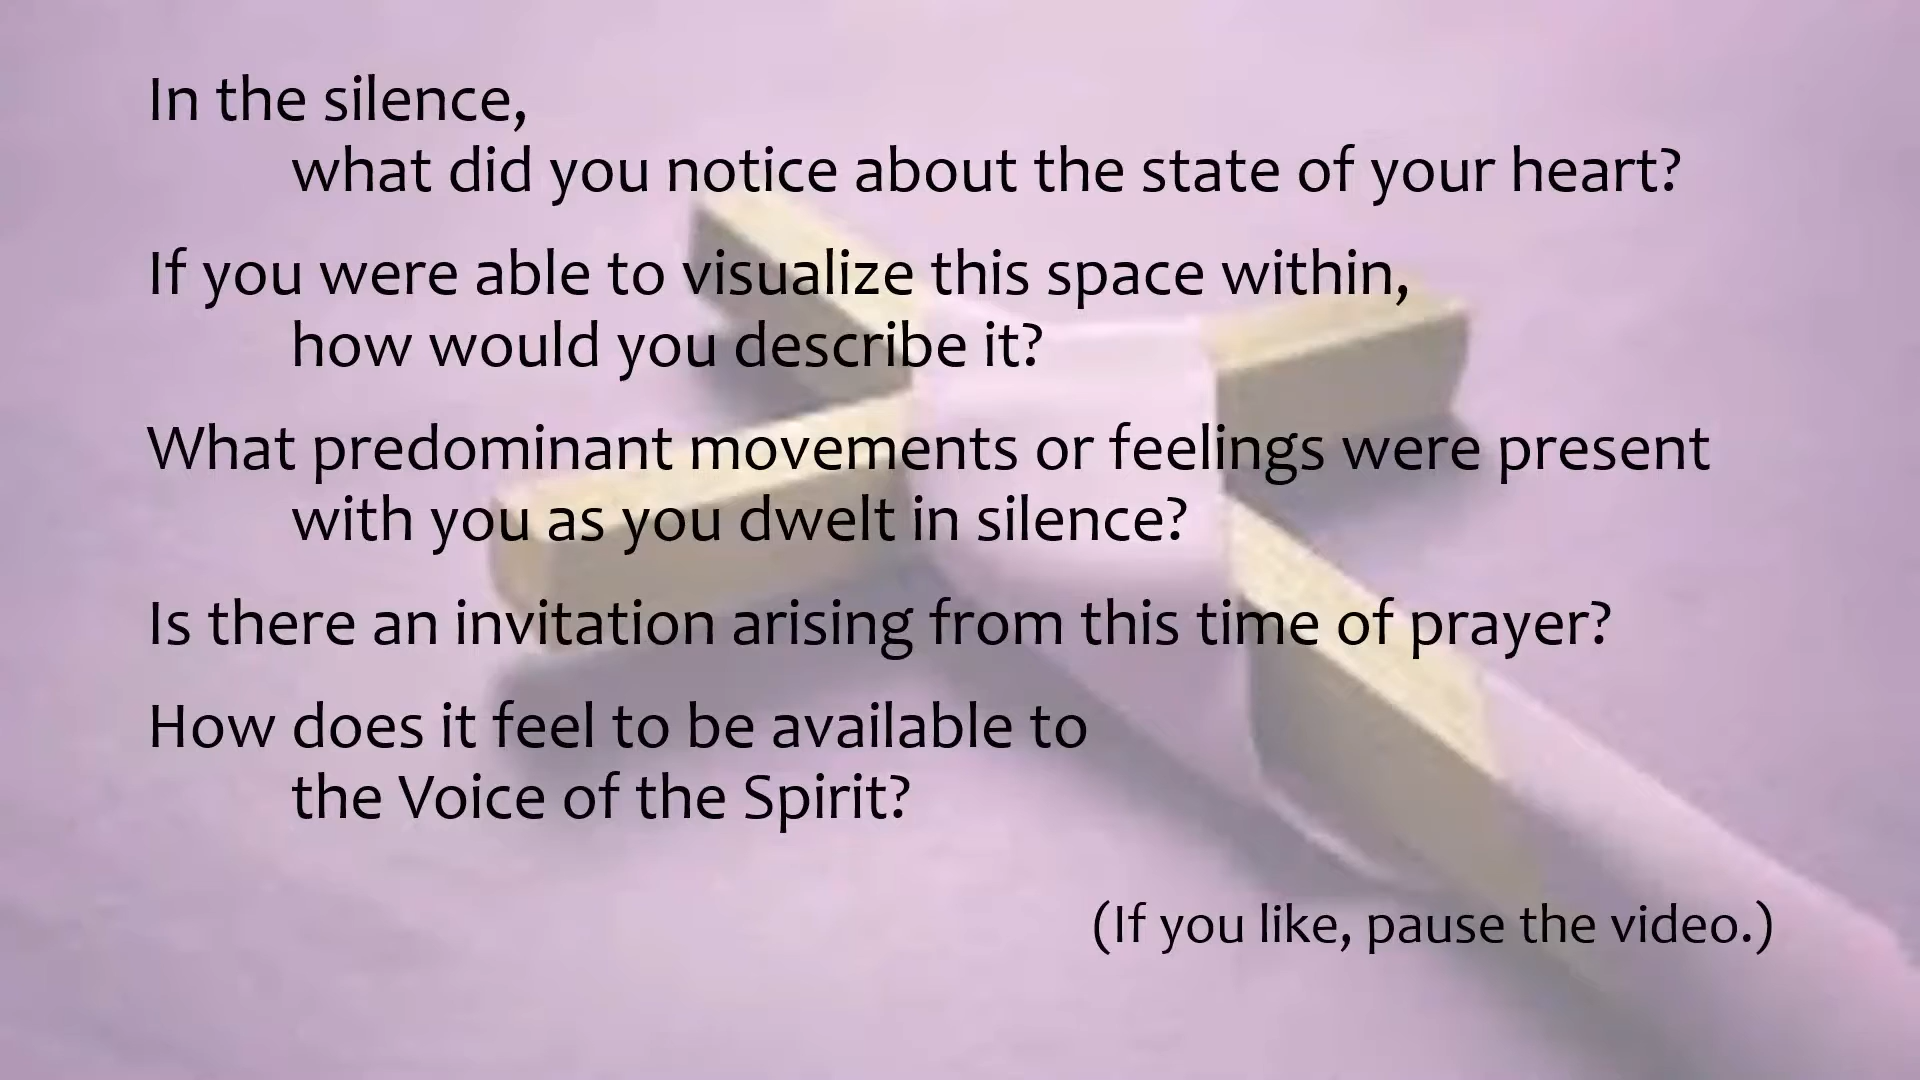 In the silence,
what did you notice about the state of your heart?
If you were able to visualize this space within,
how would you describe it?
What predominant movements or feelings were present
with you as you dwelt in silence?
Is there an invitation arising from this time of prayer?
How does it feel to be available to
the Voice of the Spirit?
(If you like, pause the video.)